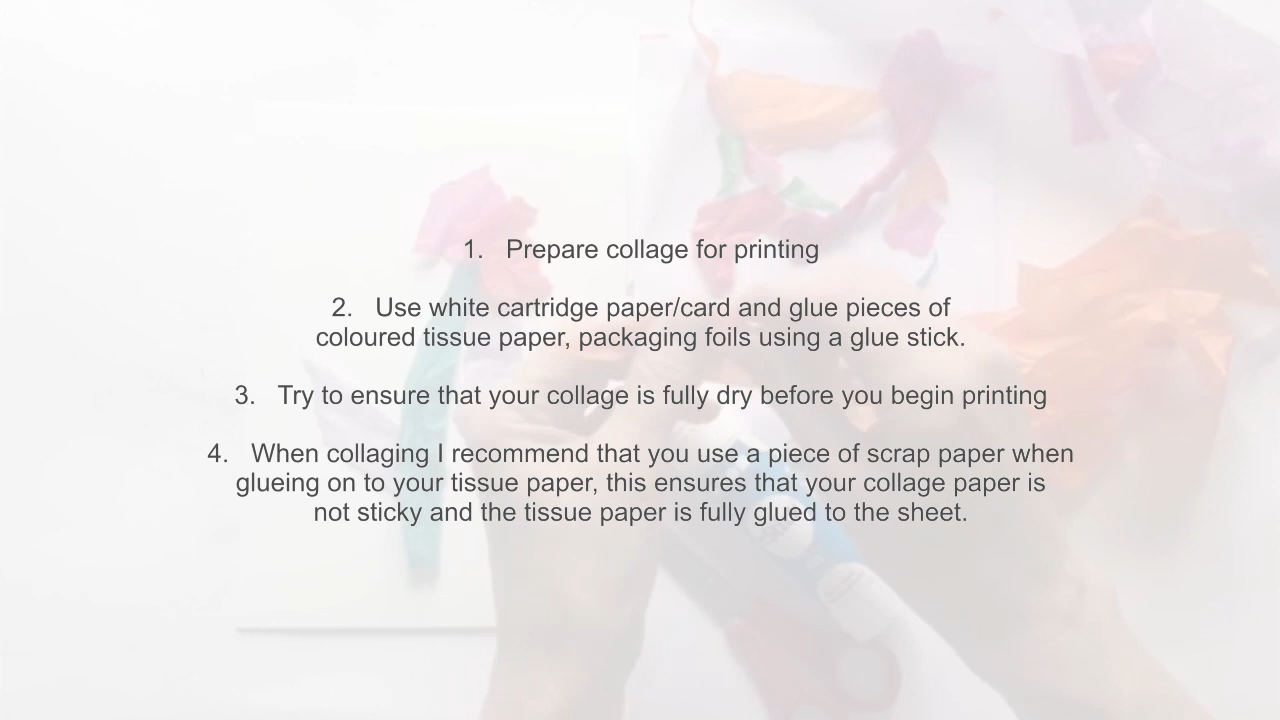 1. Prepare collage for printing
2. Use white cartridge paper/card and glue pieces of
coloured tissue paper, packaging foils using a glue stick.
3. Try to ensure that your collage is fully dry before you begin printing
4. When collaging I recommend that you use a piece of scrap paper when
glueing on to your tissue paper, this ensures that your collage paper is
not sticky and the tissue paper is fully glued to the sheet.